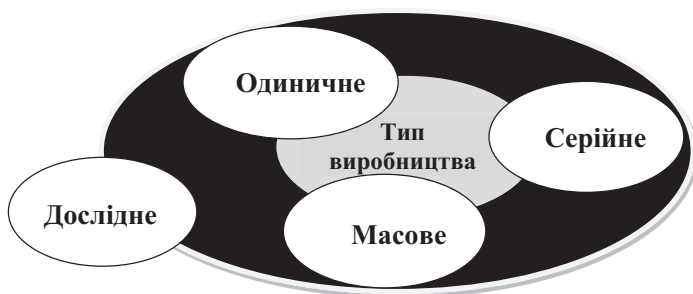 Одиничне
Тип
виробництва
Серійне
Дослідне
Масове